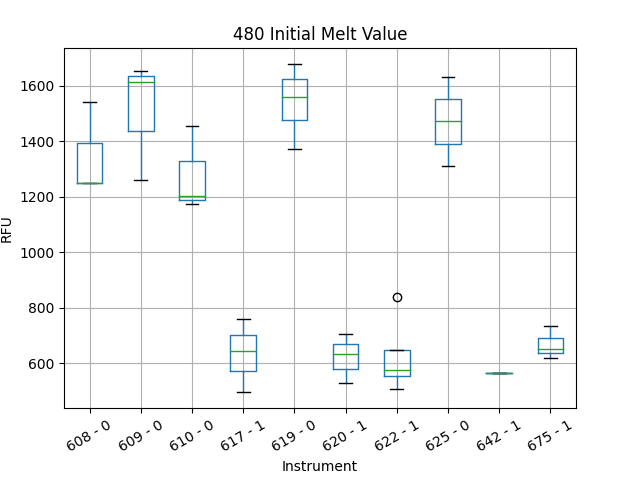 480 Initial Melt Value
1600
1400
1200
1000
800
600
RFU
608 - 0
609 - 0
610 - 0
617 - 1
619 - 0
620 - 1
622 - 1
625 - 0
642 - 1
675 - 1
Instrument